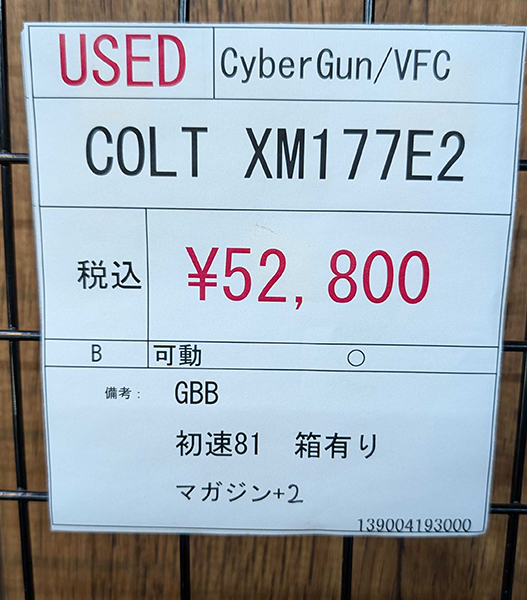 USED CyberGun/VFC
COLT XM177E2
税込 ¥52,800
B 可動 ○
備考: GBB
初速81 箱有り
マガジン+2
139004193000